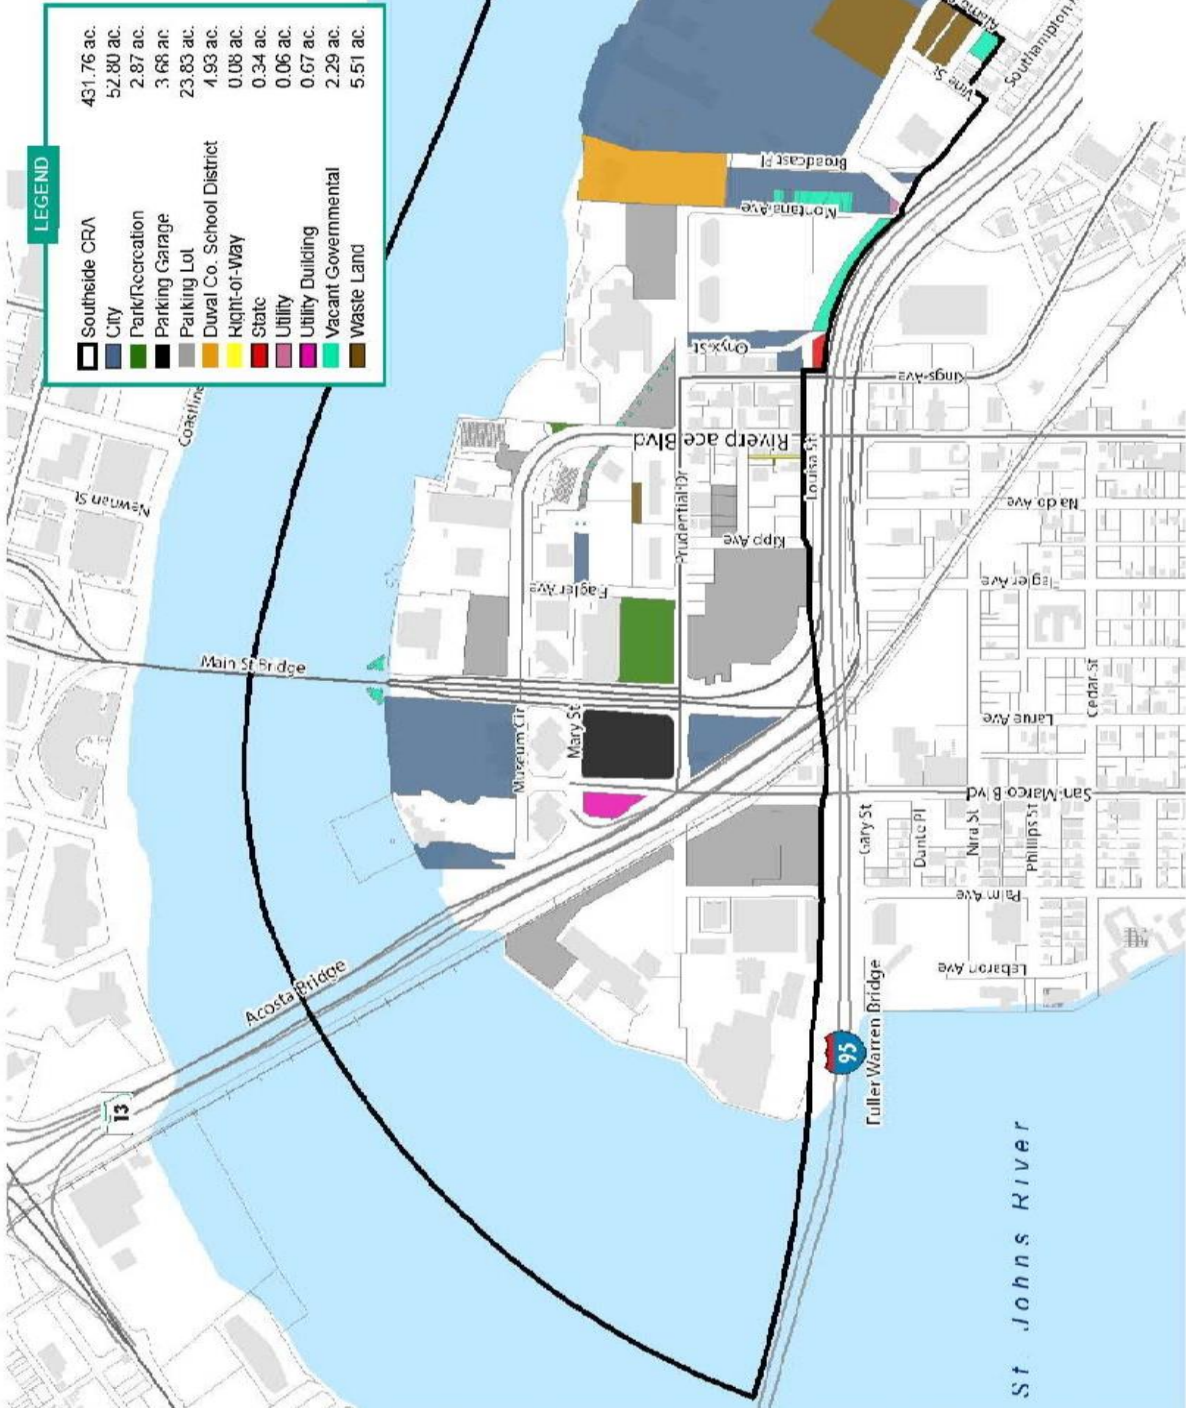 LEGEND
Southside CRA 431.76 ac.
City 52.80 ac.
Park/Recreation 2.87 ac.
Parking Garage 3.68 ac.
Parking Lot 23.83 ac.
Duval Co. School District 4.93 ac.
Right-of-Way 0.08 ac.
State 0.34 ac.
Utility 0.06 ac.
Utility Building 0.67 ac.
Vacant Governmental 2.29 ac.
Waste Land 5.51 ac.
Coastline
Newnan St
Main St Bridge
Acosta Bridge
13
Museum Cir
Mary St
Flagler Ave
Prudential Dr
Riverplace Blvd
Kipp Ave
Louisa St
Onyx St
Kings Ave
Montana Ave
Broadcast Pl
Vine St
Alamo
Southampton
Naldo Ave
Flagler Ave
Larue Ave
Cedar St
San Marco Blvd
Gary St
Dante Pl
Nira St
Phillips St
Palm Ave
Lebaron Ave
95
Fuller Warren Bridge
St Johns River